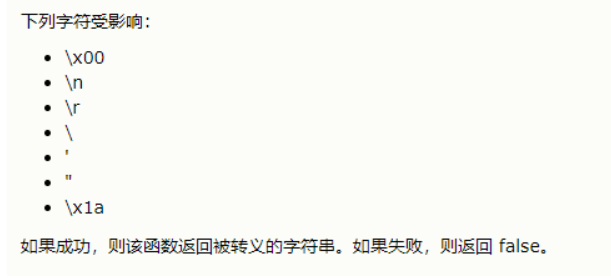 下列字符受影响：
• \x00
• \n
• \r
• \
• '
• "
• \x1a
如果成功，则该函数返回被转义的字符串。如果失败，则返回 false。